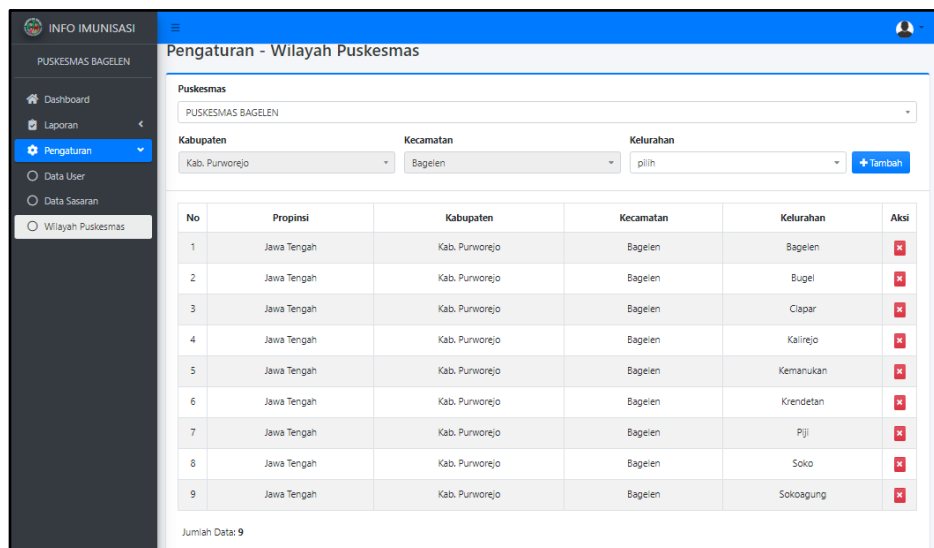 INFO IMUNISASI
PUSKESMAS BAGELEN
Dashboard
Laporan
Pengaturan
Data User
Data Sasaran
Wilayah Puskesmas
Pengaturan - Wilayah Puskesmas
Puskesmas
PUSKESMAS BAGELEN
Kabupaten Kecamatan Kelurahan
Kab. Purworejo Bagelen pilih + Tambah
No Propinsi Kabupaten Kecamatan Kelurahan Aksi
1 Jawa Tengah Kab. Purworejo Bagelen Bagelen
2 Jawa Tengah Kab. Purworejo Bagelen Bugel
3 Jawa Tengah Kab. Purworejo Bagelen Clapar
4 Jawa Tengah Kab. Purworejo Bagelen Kalirejo
5 Jawa Tengah Kab. Purworejo Bagelen Kemanukan
6 Jawa Tengah Kab. Purworejo Bagelen Krendetan
7 Jawa Tengah Kab. Purworejo Bagelen Piji
8 Jawa Tengah Kab. Purworejo Bagelen Soko
9 Jawa Tengah Kab. Purworejo Bagelen Sokoagung
Jumlah Data: 9